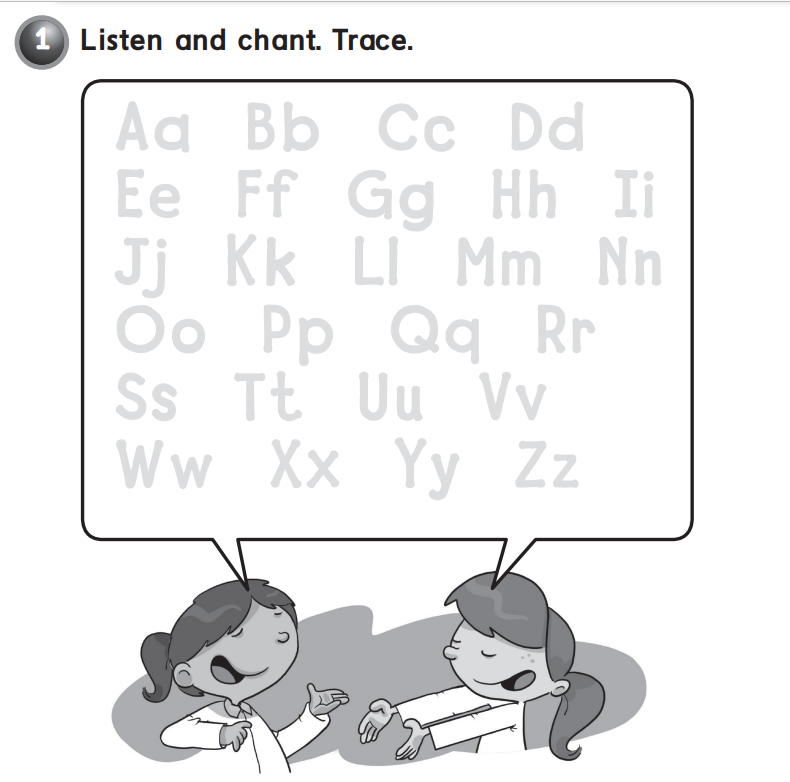 1 Listen and chant. Trace.
Aa Bb Cc Dd
Ee Ff Gg Hh Ii
Jj Kk Ll Mm Nn
Oo Pp Qq Rr
Ss Tt Uu Vv
Ww Xx Yy Zz